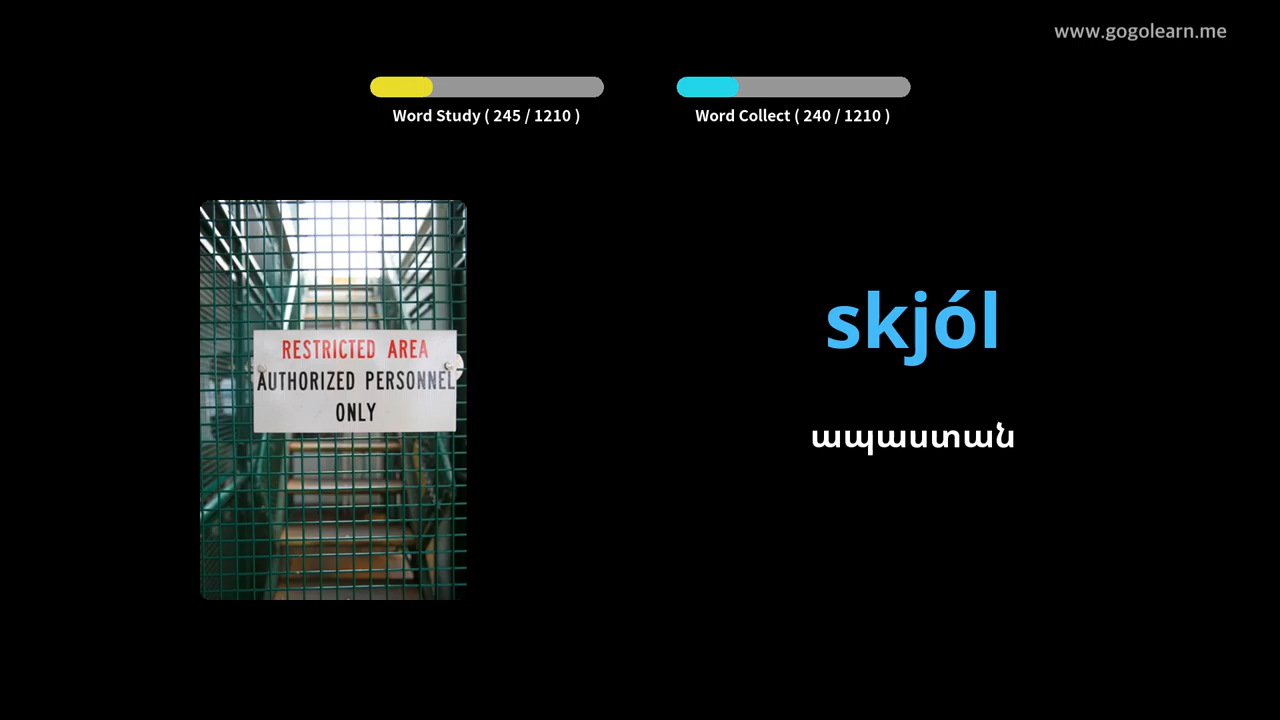 www.gogolearn.me
Word Study ( 245 / 1210 )
Word Collect ( 240 / 1210 )
RESTRICTED AREA
AUTHORIZED PERSONNEL
ONLY
skjól
ապաստան